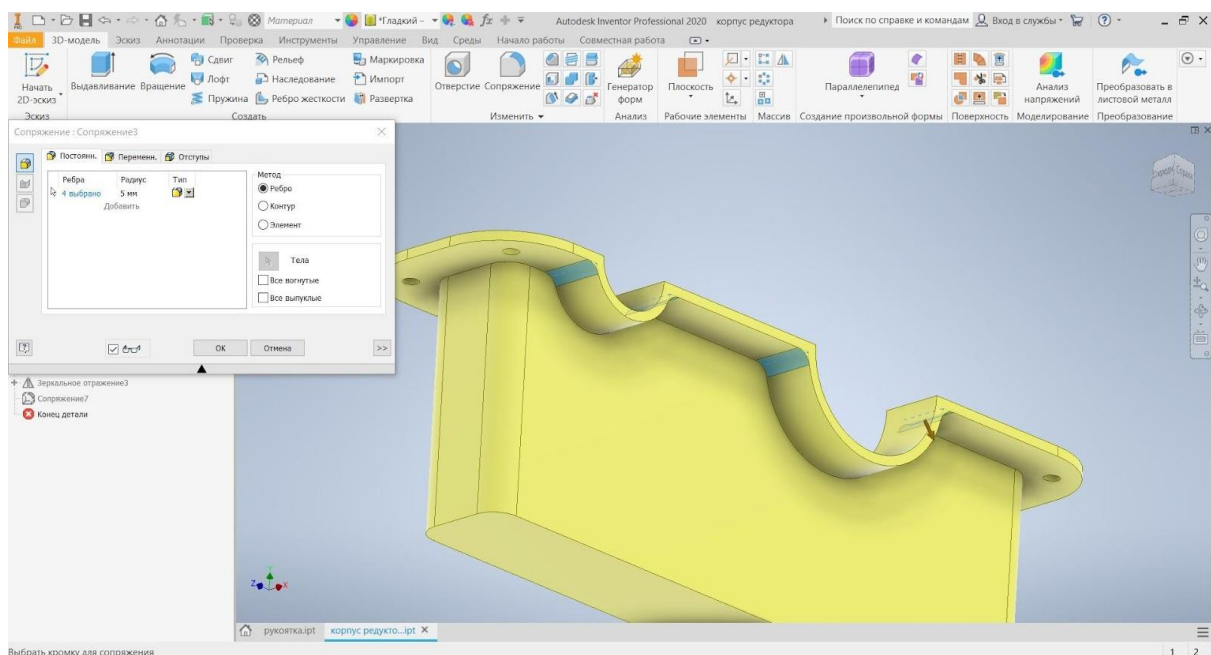 Материал
*Гладкий -
Autodesk Inventor Professional 2020 корпус редуктора
Поиск по справке и командам
Вход в службы
Файл 3D-модель Эскиз Аннотации Проверка Инструменты Управление Вид Среды Начало работы Совместная работа
Начать 2D-эскиз
Выдавливание Вращение
Сдвиг Рельеф Маркировка
Лофт Наследование Импорт
Пружина Ребро жесткости Развертка
Отверстие Сопряжение
Генератор форм
Плоскость
Параллелепипед
Анализ напряжений
Преобразовать в листовой металл
Эскиз Создать Изменить Анализ Рабочие элементы Массив Создание произвольной формы Поверхность Моделирование Преобразование
Сопряжение : Сопряжение3
Постоянн. Переменн. Отступы
Ребра Радиус Тип
4 выбрано 5 мм
Добавить
Метод
Ребро
Контур
Элемент
Тела
Все вогнутые
Все выпуклые
ОК Отмена >>
Зеркальное отражение3
Сопряжение7
Конец детали
Спереди Справа
Z Y X
рукоятка.ipt корпус редукто...ipt
Выбрать кромку для сопряжения
1 2